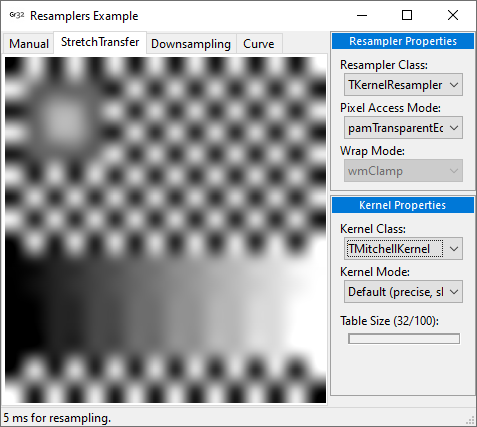 Gr32 Resamplers Example
Manual StretchTransfer Downsampling Curve
Resampler Properties
Resampler Class:
TKernelResampler
Pixel Access Mode:
pamTransparentEc
Wrap Mode:
wmClamp
Kernel Properties
Kernel Class:
TMitchellKernel
Kernel Mode:
Default (precise, sl
Table Size (32/100):
5 ms for resampling.